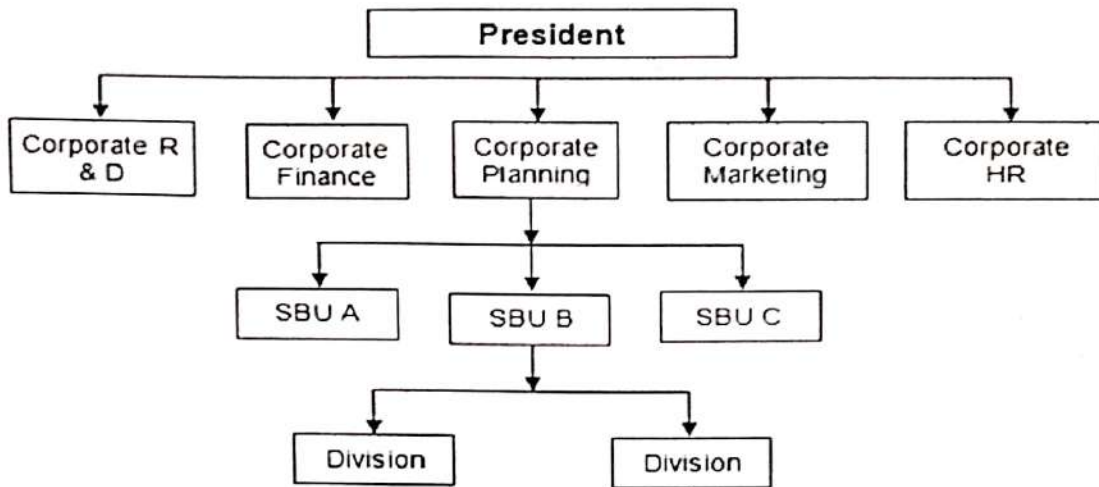 President
Corporate R
& D
Corporate
Finance
Corporate
Planning
Corporate
Marketing
Corporate
HR
SBU A
SBU B
SBU C
Division
Division